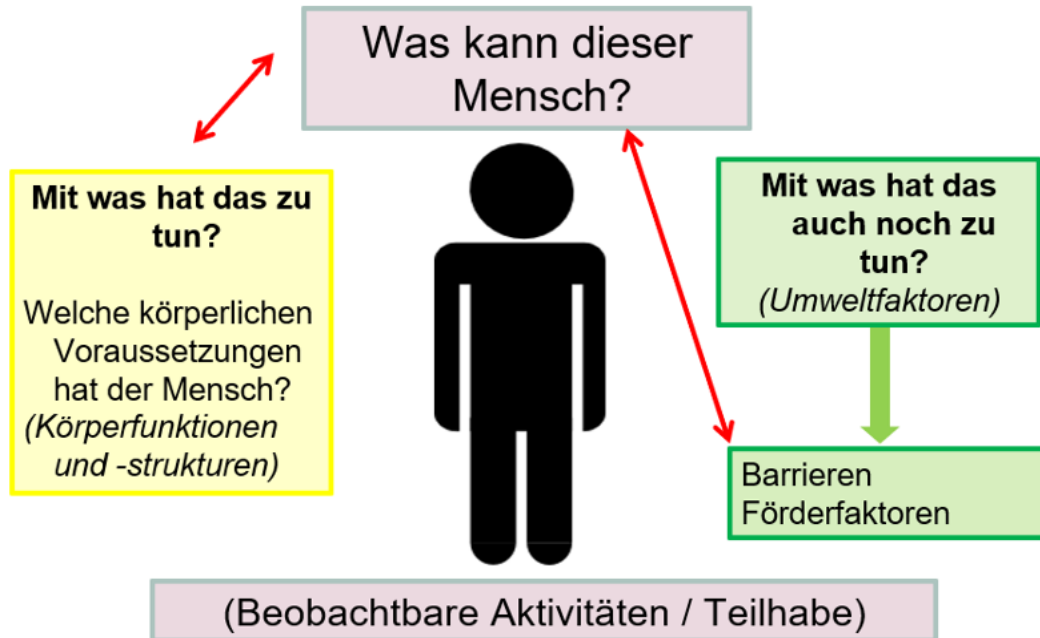 Was kann dieser
Mensch?
Mit was hat das zu
tun?
Welche körperlichen
Voraussetzungen
hat der Mensch?
(Körperfunktionen
und -strukturen)
Mit was hat das
auch noch zu
tun?
(Umweltfaktoren)
Barrieren
Förderfaktoren
(Beobachtbare Aktivitäten / Teilhabe)